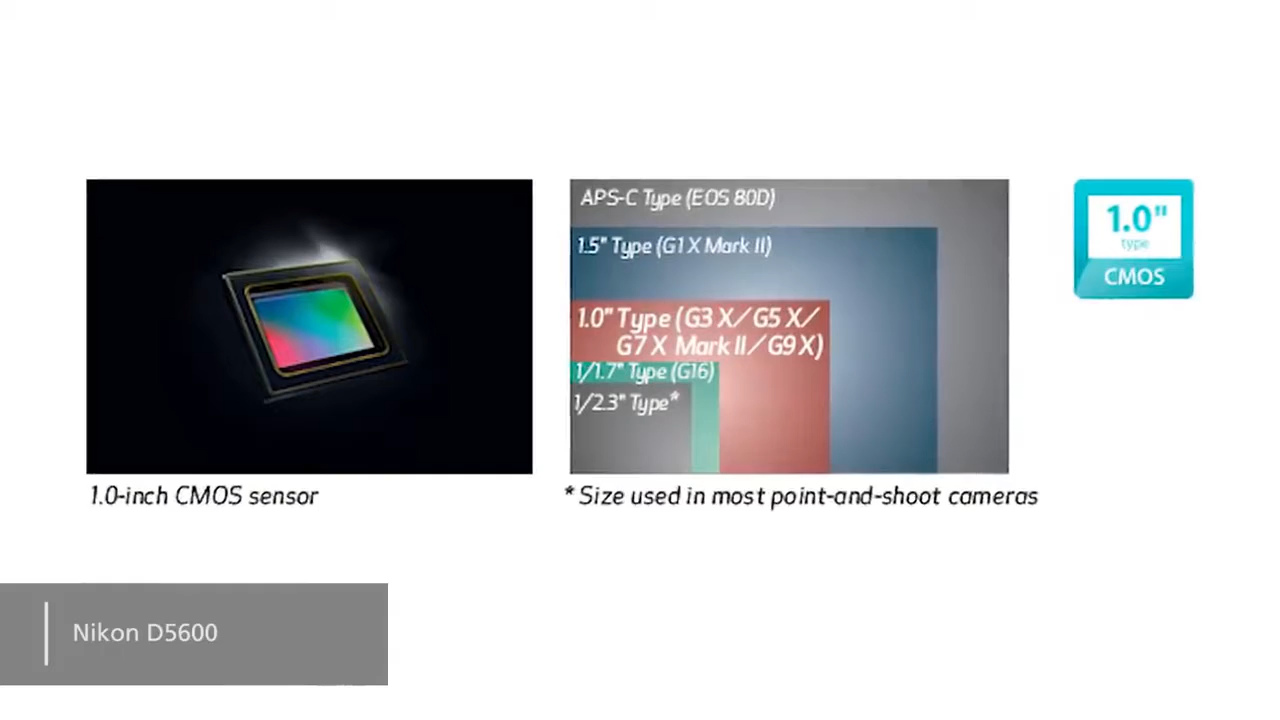 APS-C Type (EOS 80D)
1.5" Type (G1 X Mark II)
1.0" Type (G3 X/G5 X/
G7 X Mark II/G9 X)
1/1.7" Type (G16)
1/2.3" Type*
1.0"
type
CMOS
1.0-inch CMOS sensor
* Size used in most point-and-shoot cameras
Nikon D5600